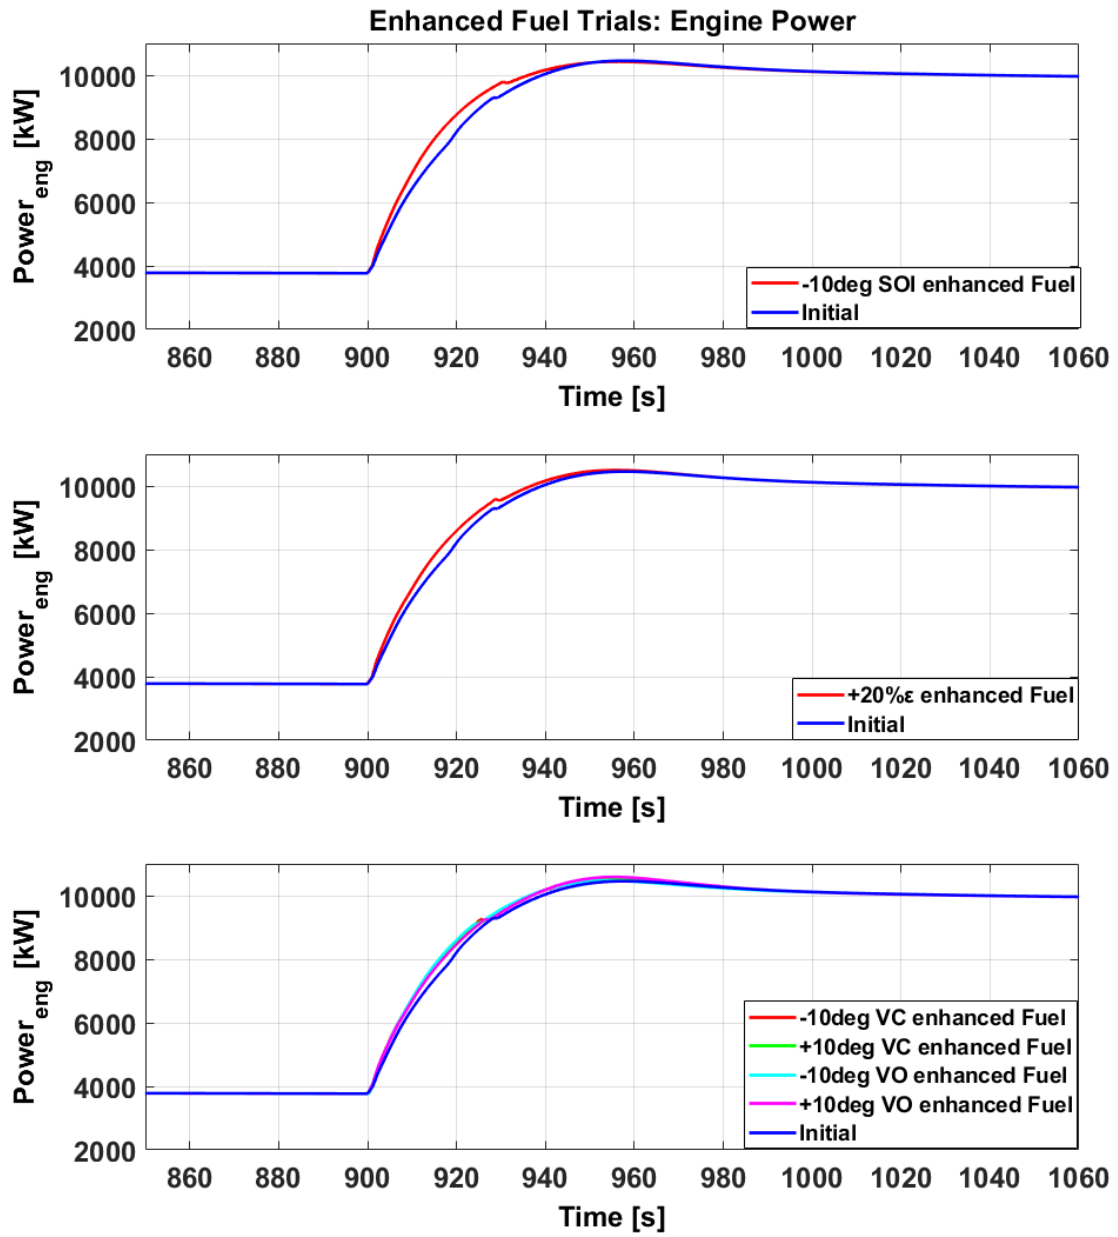 Enhanced Fuel Trials: Engine Power
Power_eng [kW]
10000
8000
6000
4000
2000
-10deg SOI enhanced Fuel
Initial
860 880 900 920 940 960 980 1000 1020 1040 1060
Time [s]
Power_eng [kW]
10000
8000
6000
4000
2000
+20%ε enhanced Fuel
Initial
860 880 900 920 940 960 980 1000 1020 1040 1060
Time [s]
Power_eng [kW]
10000
8000
6000
4000
2000
-10deg VC enhanced Fuel
+10deg VC enhanced Fuel
-10deg VO enhanced Fuel
+10deg VO enhanced Fuel
Initial
860 880 900 920 940 960 980 1000 1020 1040 1060
Time [s]